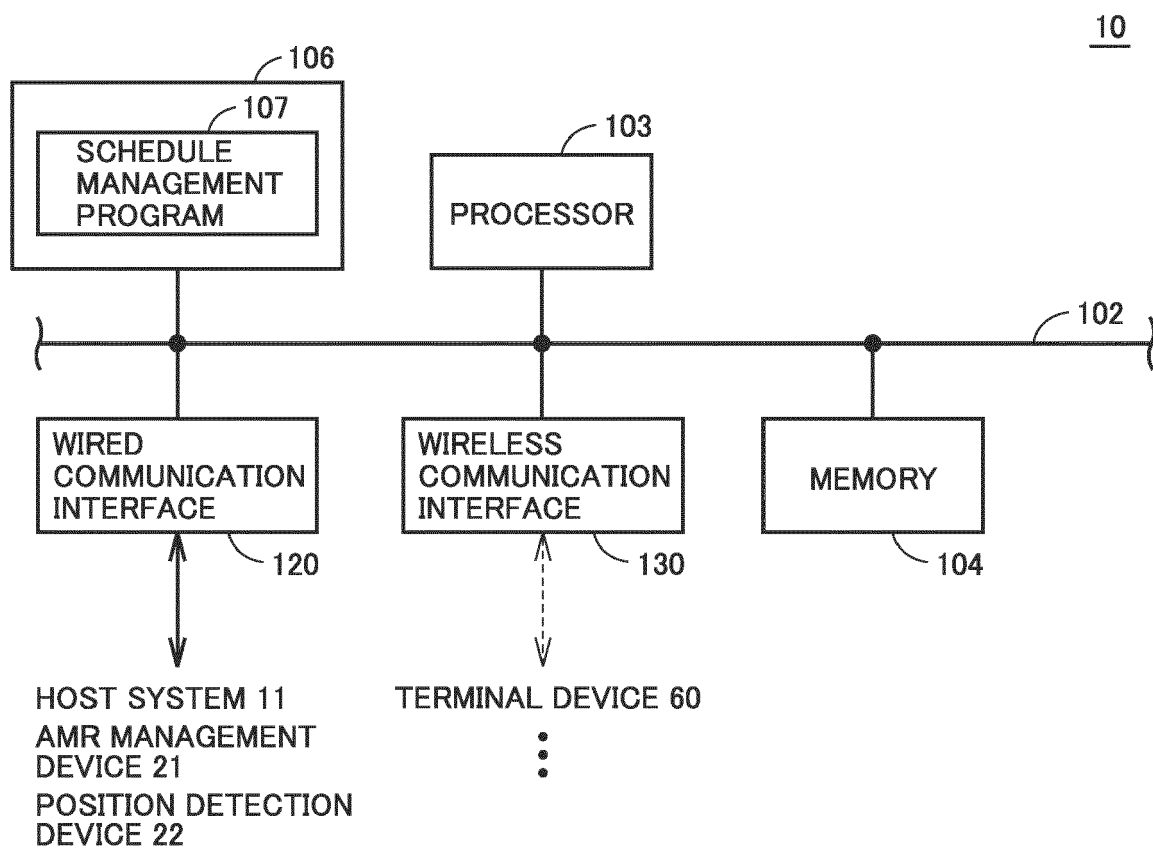 10
106
107
SCHEDULE
MANAGEMENT
PROGRAM
103
PROCESSOR
102
WIRED
COMMUNICATION
INTERFACE
120
WIRELESS
COMMUNICATION
INTERFACE
130
MEMORY
104
HOST SYSTEM 11
AMR MANAGEMENT
DEVICE 21
POSITION DETECTION
DEVICE 22
TERMINAL DEVICE 60